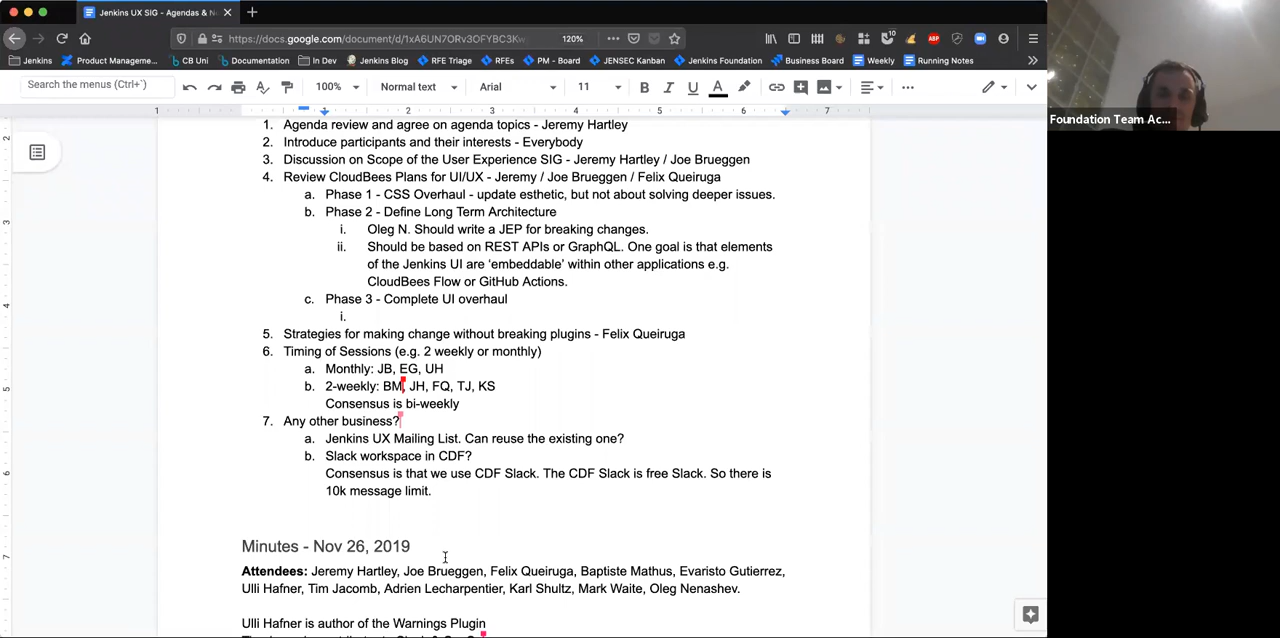 Jenkins UX SIG - Agendas & N
https://docs.google.com/document/d/1xA6UN7ORv3OFYBC3Kw
120%
Jenkins
Product Manageme...
CB Uni
Documentation
In Dev
Jenkins Blog
RFE Triage
RFEs
PM - Board
JENSEC Kanban
Jenkins Foundation
Business Board
Weekly
Running Notes
Search the menus (Ctrl+`)
100%
Normal text
Arial
11
B I U A
1 2 3 4 5 6 7
1. Agenda review and agree on agenda topics - Jeremy Hartley
2. Introduce participants and their interests - Everybody
3. Discussion on Scope of the User Experience SIG - Jeremy Hartley / Joe Brueggen
4. Review CloudBees Plans for UI/UX - Jeremy / Joe Brueggen / Felix Queiruga
a. Phase 1 - CSS Overhaul - update esthetic, but not about solving deeper issues.
b. Phase 2 - Define Long Term Architecture
i. Oleg N. Should write a JEP for breaking changes.
ii. Should be based on REST APIs or GraphQL. One goal is that elements
of the Jenkins UI are ‘embeddable’ within other applications e.g.
CloudBees Flow or GitHub Actions.
c. Phase 3 - Complete UI overhaul
i.
5. Strategies for making change without breaking plugins - Felix Queiruga
6. Timing of Sessions (e.g. 2 weekly or monthly)
a. Monthly: JB, EG, UH
b. 2-weekly: BM, JH, FQ, TJ, KS
Consensus is bi-weekly
7. Any other business?
a. Jenkins UX Mailing List. Can reuse the existing one?
b. Slack workspace in CDF?
Consensus is that we use CDF Slack. The CDF Slack is free Slack. So there is
10k message limit.
Minutes - Nov 26, 2019
Attendees: Jeremy Hartley, Joe Brueggen, Felix Queiruga, Baptiste Mathus, Evaristo Gutierrez,
Ulli Hafner, Tim Jacomb, Adrien Lecharpentier, Karl Shultz, Mark Waite, Oleg Nenashev.
Ulli Hafner is author of the Warnings Plugin
Foundation Team Ac...